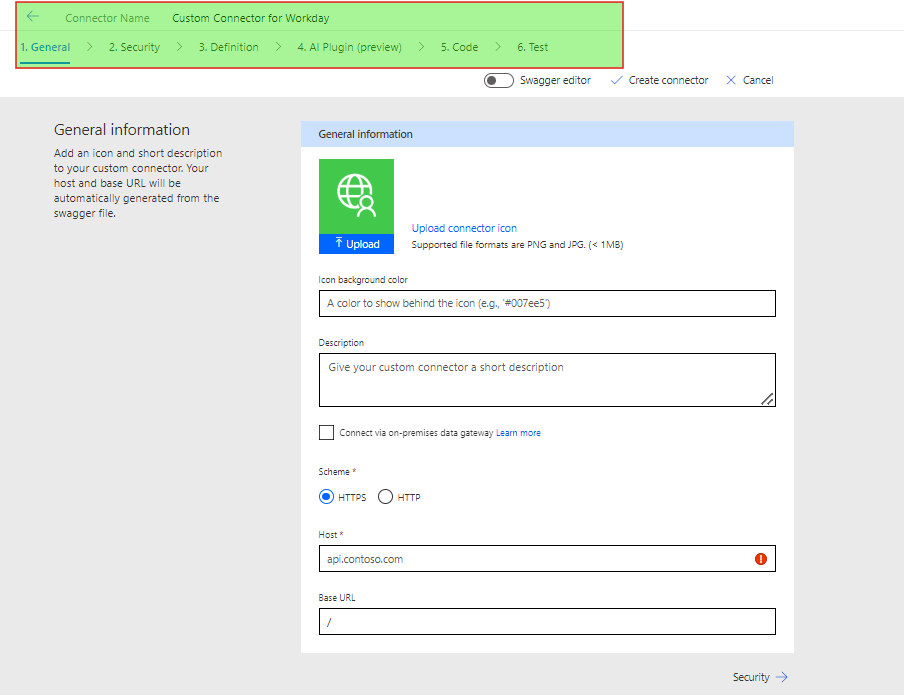 Connector Name Custom Connector for Workday
1. General 2. Security 3. Definition 4. AI Plugin (preview) 5. Code 6. Test
Swagger editor Create connector Cancel
General information
Add an icon and short description
to your custom connector. Your
host and base URL will be
automatically generated from the
swagger file.
General information
Upload
Upload connector icon
Supported file formats are PNG and JPG. (< 1MB)
Icon background color
A color to show behind the icon (e.g., '#007ee5')
Description
Give your custom connector a short description
Connect via on-premises data gateway Learn more
Scheme *
HTTPS HTTP
Host *
api.contoso.com
Base URL
/
Security